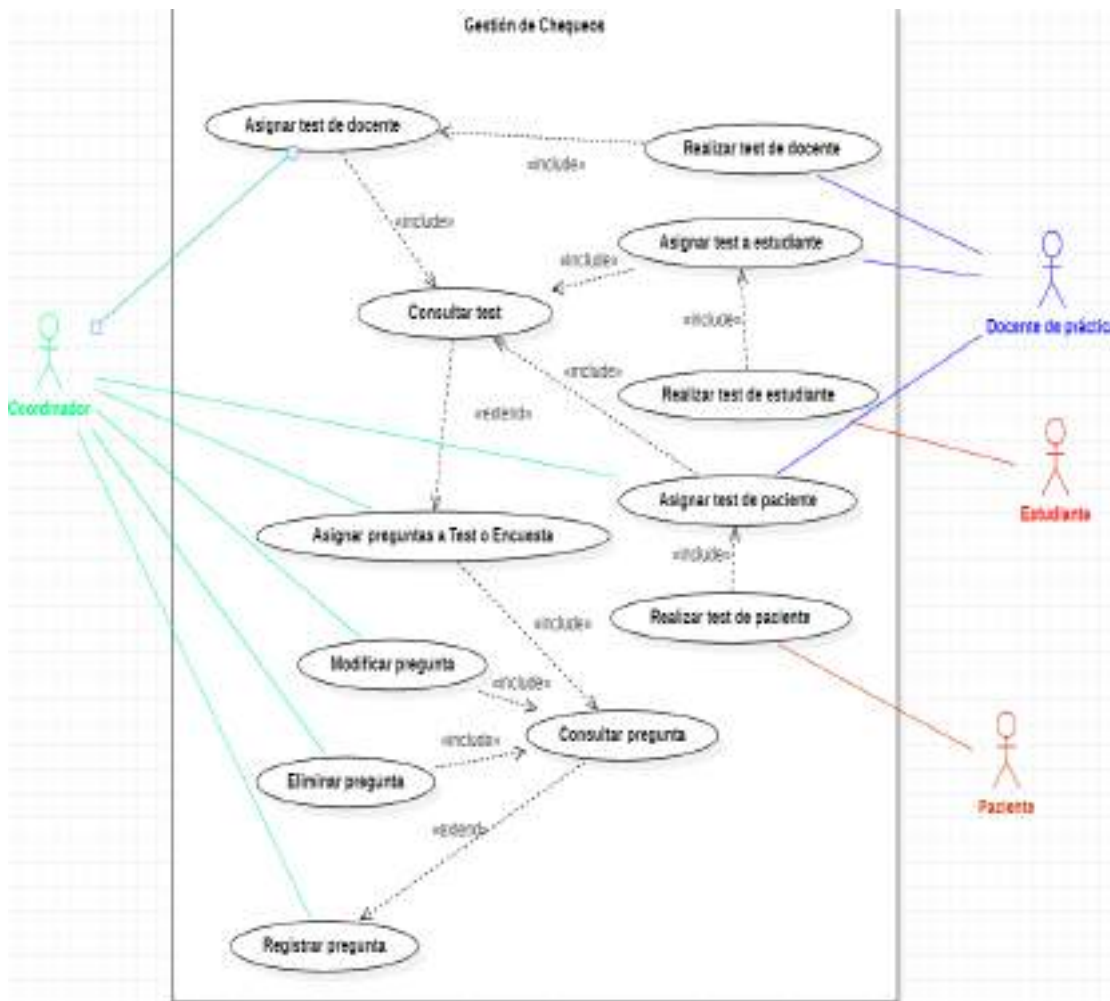 Gestión de Chequeos
Asignar test de docente
Realizar test de docente
«include»
«include»
Asignar test a estudiante
«include»
Consultar test
«include»
Docente de práctic
«include»
Realizar test de estudiante
Coordinador
«extend»
Asignar test de paciente
Estudiante
Asignar preguntas a Test o Encuesta
«include»
Realizar test de paciente
«include»
Modificar pregunta
«include»
Consultar pregunta
«include»
Eliminar pregunta
Paciente
«extend»
Registrar pregunta